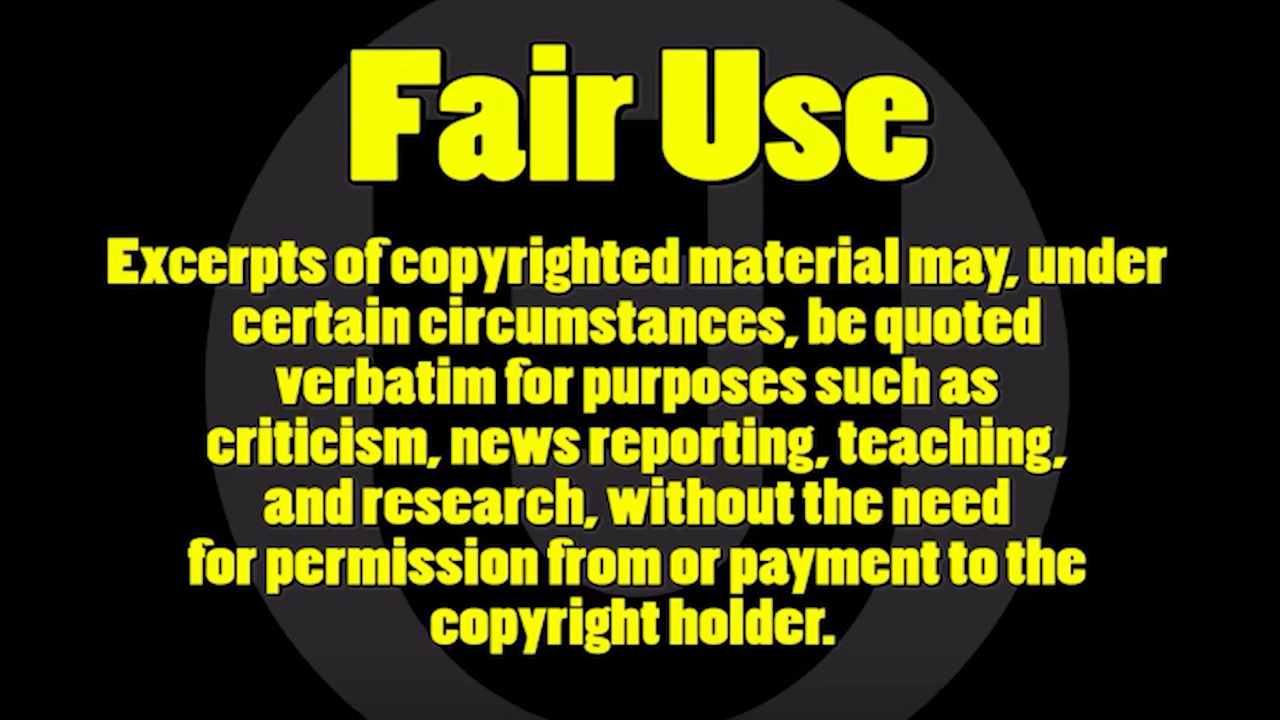 Fair Use
Excerpts of copyrighted material may, under
certain circumstances, be quoted
verbatim for purposes such as
criticism, news reporting, teaching,
and research, without the need
for permission from or payment to the
copyright holder.